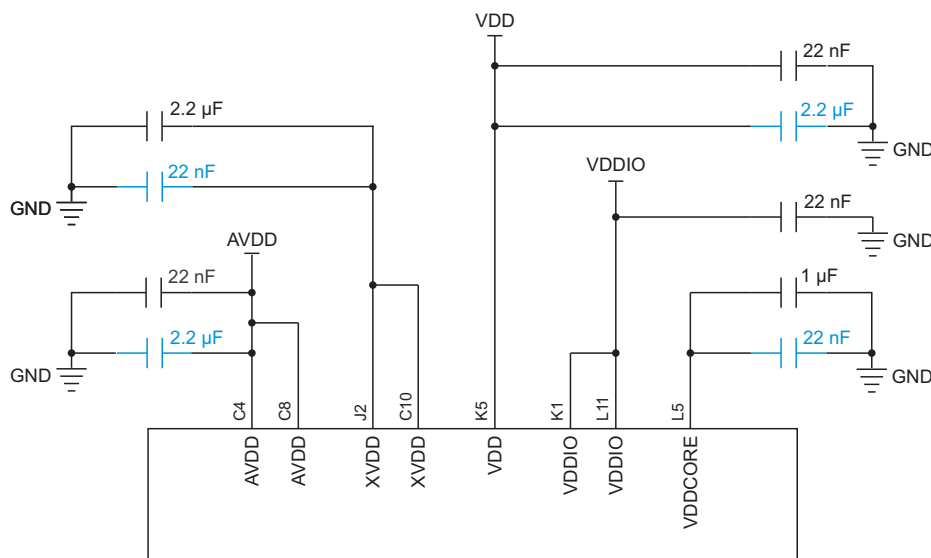 VDD
22 nF
2.2 µF
2.2 µF
GND
22 nF
VDDIO
GND
22 nF
AVDD
GND
22 nF
1 µF
2.2 µF
22 nF
GND
GND
C4
C8
J2
C10
K5
K1
L11
L5
AVDD
AVDD
XVDD
XVDD
VDD
VDDIO
VDDIO
VDDCORE